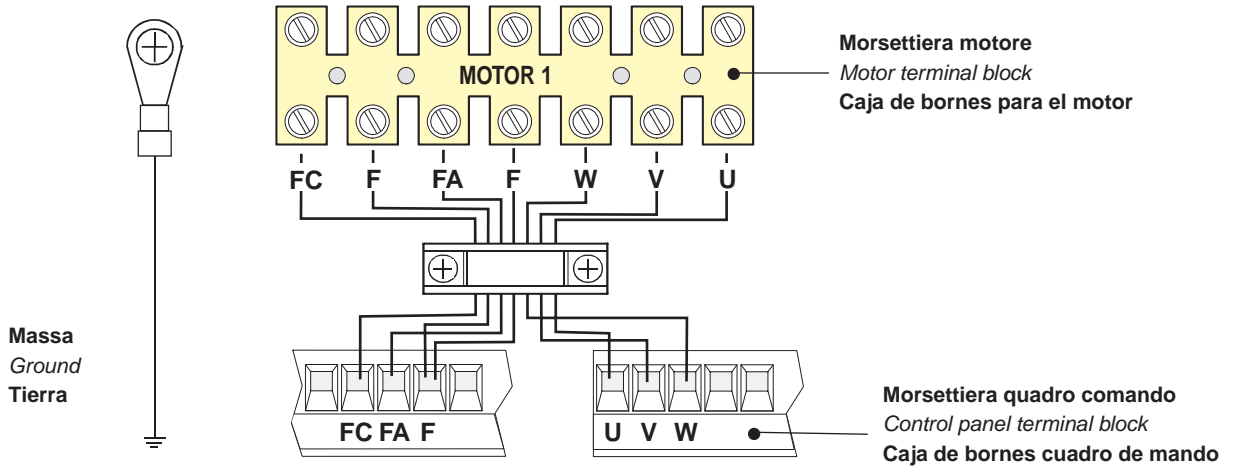 MOTOR 1
Morsettiera motore
Motor terminal block
Caja de bornes para el motor
FC F FA F W V U
Massa
Ground
Tierra
FC FA F
U V W
Morsettiera quadro comando
Control panel terminal block
Caja de bornes cuadro de mando